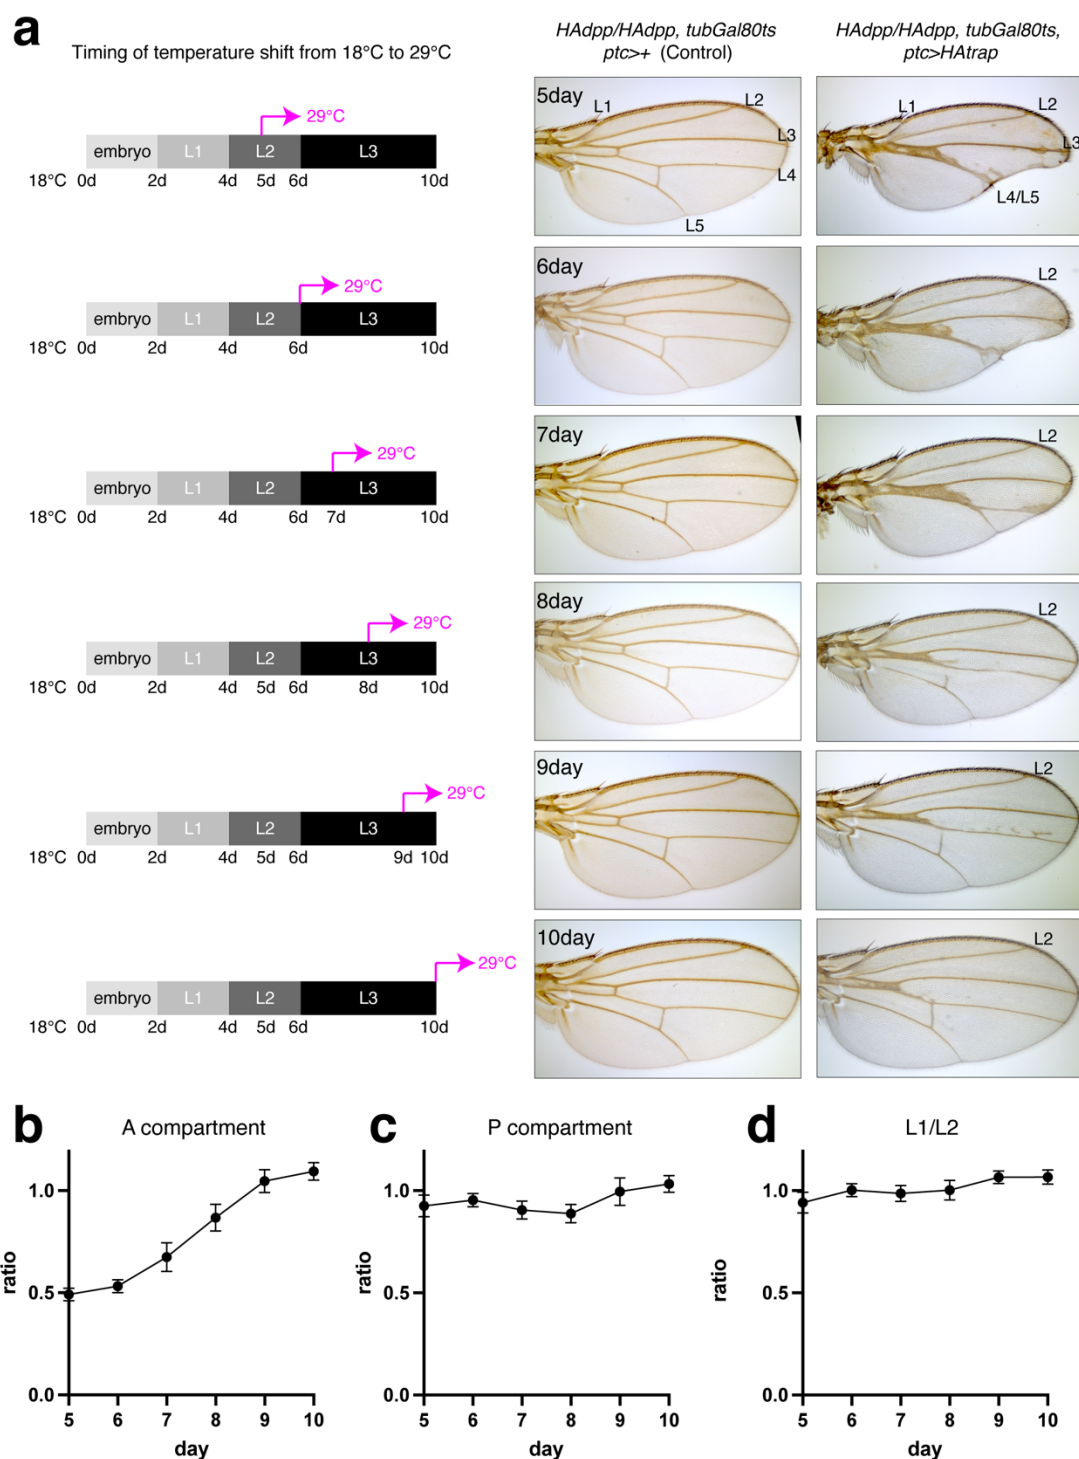 a
Timing of temperature shift from 18°C to 29°C
HAdpp/HAdpp, tubGal80ts
ptc>+ (Control)
HAdpp/HAdpp, tubGal80ts,
ptc>HAtrap
29°C
embryo L1 L2 L3
18°C 0d 2d 4d 5d 6d 10d
5day
L1 L2
L3
L4
L5
L1 L2
L3
L4/L5
29°C
embryo L1 L2 L3
18°C 0d 2d 4d 6d 10d
6day
L2
29°C
embryo L1 L2 L3
18°C 0d 2d 4d 6d 7d 10d
7day
L2
29°C
embryo L1 L2 L3
18°C 0d 2d 4d 5d 6d 8d 10d
8day
L2
29°C
embryo L1 L2 L3
18°C 0d 2d 4d 5d 6d 9d 10d
9day
L2
29°C
embryo L1 L2 L3
18°C 0d 2d 4d 5d 6d 10d
10day
L2
b
A compartment
ratio
1.0
0.5
0.0
5 6 7 8 9 10
day
c
P compartment
ratio
1.0
0.5
0.0
5 6 7 8 9 10
day
d
L1/L2
ratio
1.0
0.5
0.0
5 6 7 8 9 10
day